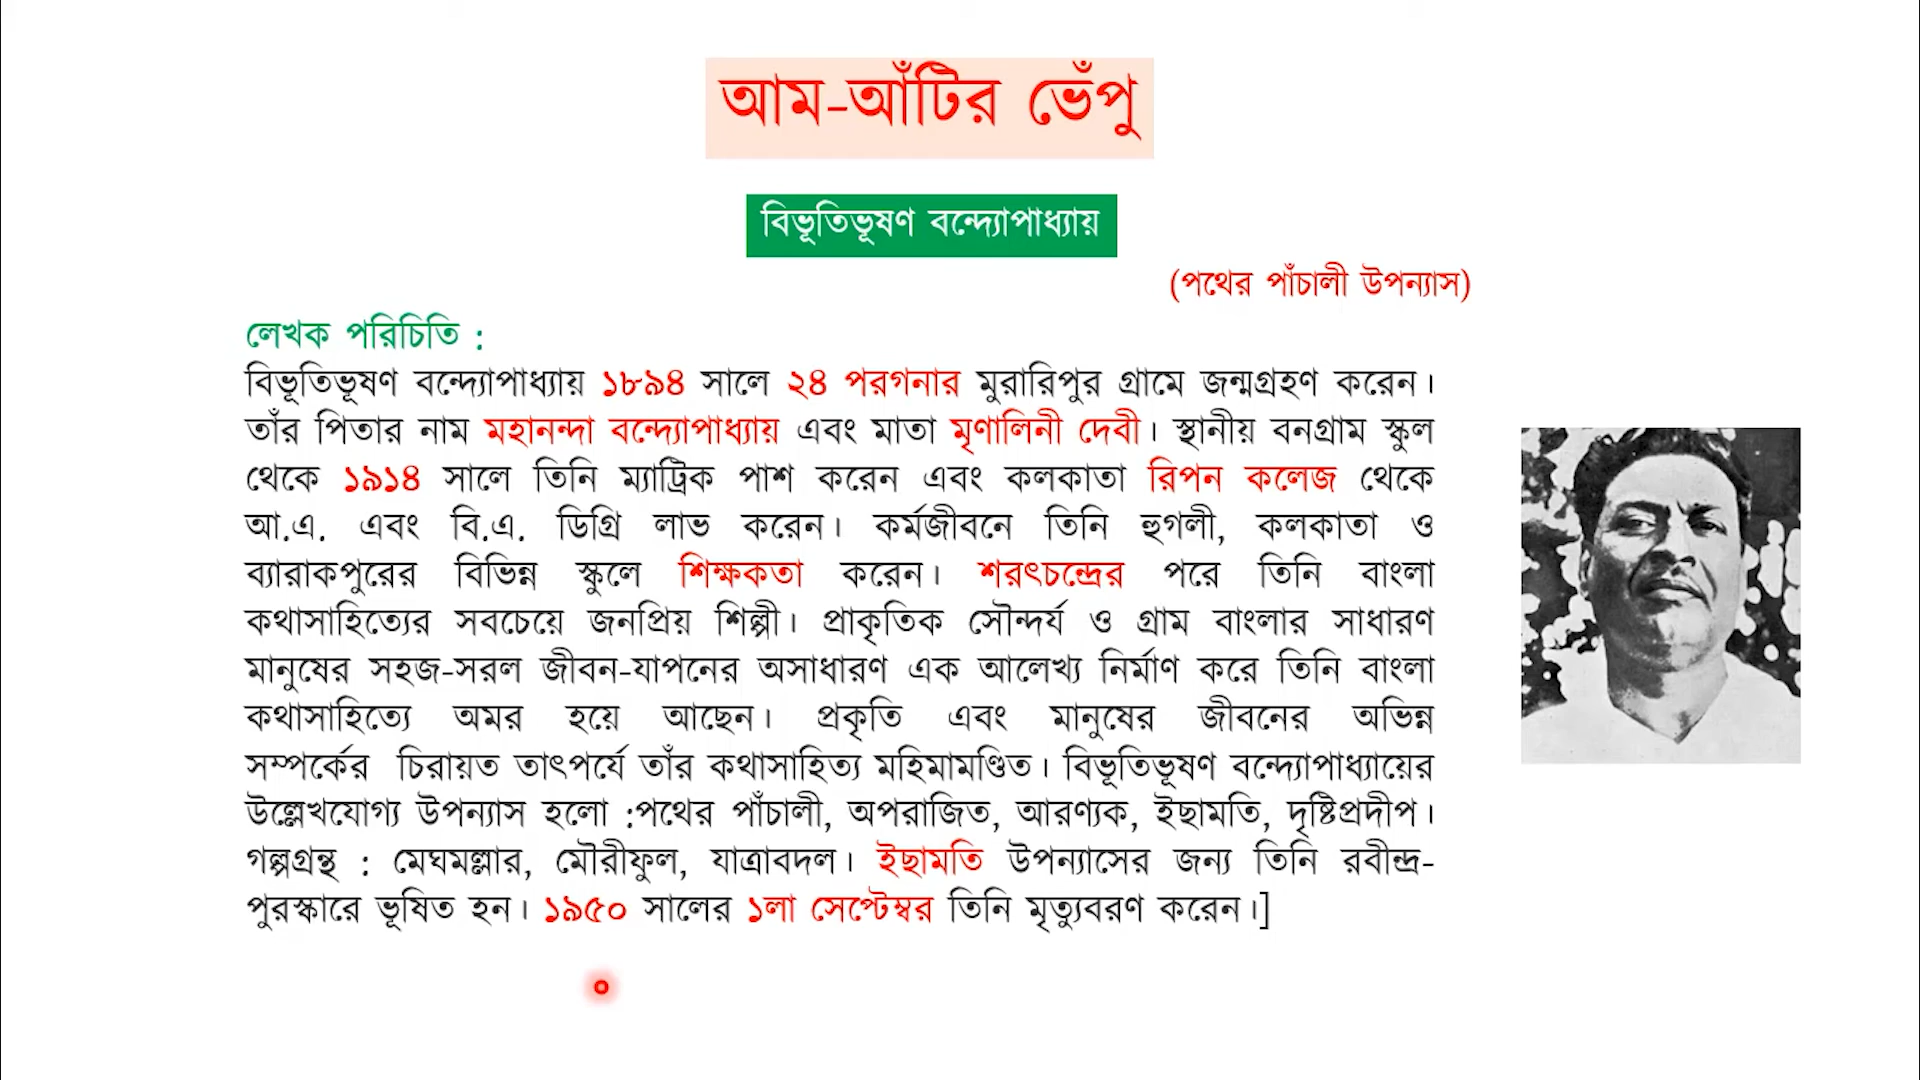 আম-আঁটির ভেঁপু
বিভূতিভূষণ বন্দ্যোপাধ্যায়
(পথের পাঁচালী উপন্যাস)
লেখক পরিচিতি :
বিভূতিভূষণ বন্দ্যোপাধ্যায় ১৮৯৪ সালে ২৪ পরগনার মুরারিপুর গ্রামে জন্মগ্রহণ করেন।
তাঁর পিতার নাম মহানন্দা বন্দ্যোপাধ্যায় এবং মাতা মৃণালিনী দেবী। স্থানীয় বনগ্রাম স্কুল
থেকে ১৯১৪ সালে তিনি ম্যাট্রিক পাশ করেন এবং কলকাতা রিপন কলেজ থেকে
আ.এ. এবং বি.এ. ডিগ্রি লাভ করেন। কর্মজীবনে তিনি হুগলী, কলকাতা ও
ব্যারাকপুরের বিভিন্ন স্কুলে শিক্ষকতা করেন। শরৎচন্দ্রের পরে তিনি বাংলা
কথাসাহিত্যের সবচেয়ে জনপ্রিয় শিল্পী। প্রাকৃতিক সৌন্দর্য ও গ্রাম বাংলার সাধারণ
মানুষের সহজ-সরল জীবন-যাপনের অসাধারণ এক আলেখ্য নির্মাণ করে তিনি বাংলা
কথাসাহিত্যে অমর হয়ে আছেন। প্রকৃতি এবং মানুষের জীবনের অভিন্ন
সম্পর্কের চিরায়ত তাৎপর্যে তাঁর কথাসাহিত্য মহিমামণ্ডিত। বিভূতিভূষণ বন্দ্যোপাধ্যায়ের
উল্লেখযোগ্য উপন্যাস হলো :পথের পাঁচালী, অপরাজিত, আরণ্যক, ইছামতি, দৃষ্টিপ্রদীপ।
গল্পগ্রন্থ : মেঘমল্লার, মৌরীফুল, যাত্রাবদল। ইছামতি উপন্যাসের জন্য তিনি রবীন্দ্র-
পুরস্কারে ভূষিত হন। ১৯৫০ সালের ১লা সেপ্টেম্বর তিনি মৃত্যুবরণ করেন।]